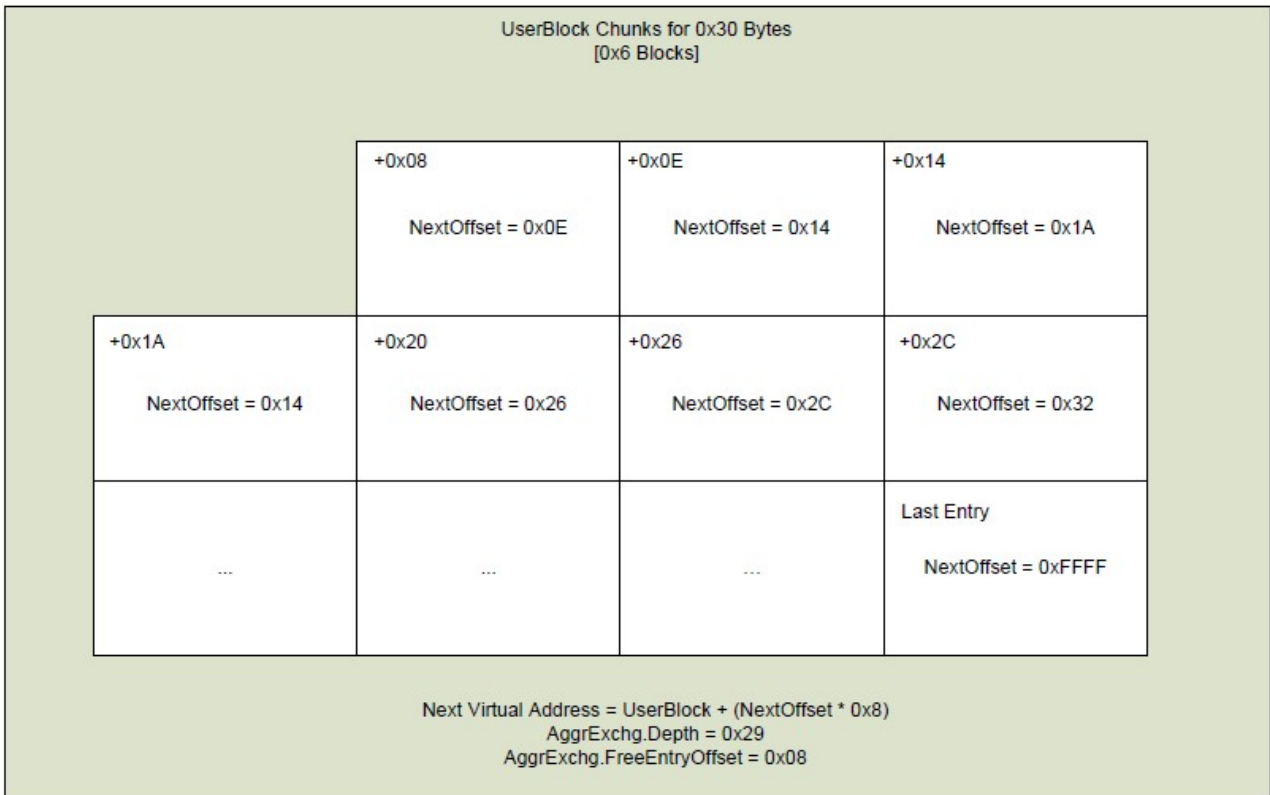 UserBlock Chunks for 0x30 Bytes
[0x6 Blocks]
+0x08
NextOffset = 0x0E
+0x0E
NextOffset = 0x14
+0x14
NextOffset = 0x1A
+0x1A
NextOffset = 0x14
+0x20
NextOffset = 0x26
+0x26
NextOffset = 0x2C
+0x2C
NextOffset = 0x32
...
...
...
Last Entry
NextOffset = 0xFFFF
Next Virtual Address = UserBlock + (NextOffset * 0x8)
AggrExchg.Depth = 0x29
AggrExchg.FreeEntryOffset = 0x08